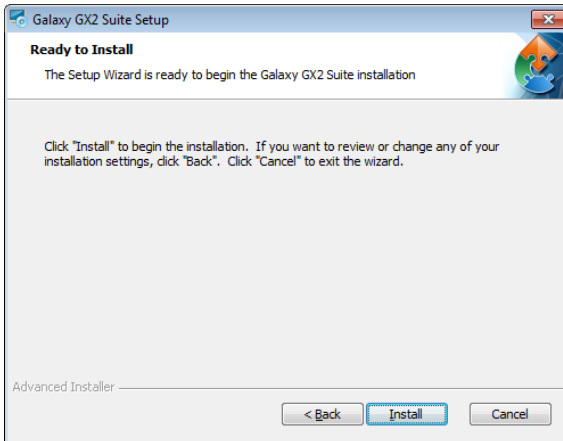 Galaxy GX2 Suite Setup
Ready to Install
The Setup Wizard is ready to begin the Galaxy GX2 Suite installation
Click "Install" to begin the installation.  If you want to review or change any of your
installation settings, click "Back".  Click "Cancel" to exit the wizard.
Advanced Installer
< Back Install Cancel